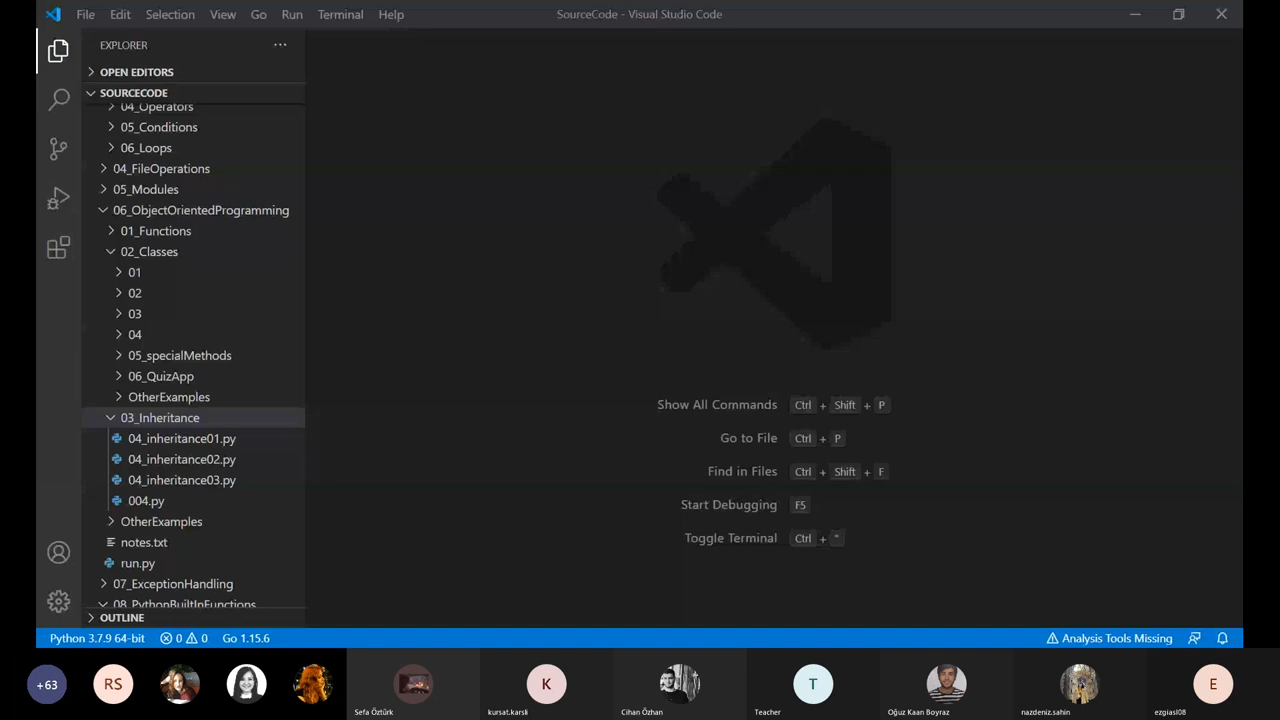 File Edit Selection View Go Run Terminal Help SourceCode - Visual Studio Code
EXPLORER
OPEN EDITORS
SOURCECODE
04_Operators
05_Conditions
06_Loops
04_FileOperations
05_Modules
06_ObjectOrientedProgramming
01_Functions
02_Classes
01
02
03
04
05_specialMethods
06_QuizApp
OtherExamples
03_Inheritance
04_inheritance01.py
04_inheritance02.py
04_inheritance03.py
004.py
OtherExamples
notes.txt
run.py
07_ExceptionHandling
08_PythonBuiltInFunctions
OUTLINE
Show All Commands Ctrl + Shift + P
Go to File Ctrl + P
Find in Files Ctrl + Shift + F
Start Debugging F5
Toggle Terminal Ctrl + "
Python 3.7.9 64-bit 0 0 Go 1.15.6 Analysis Tools Missing
+63 RS K T E
Sefa Öztürk kursat.karsli Cihan Özhan Teacher Oğuz Kaan Boyraz nazdeniz.sahin ezgiasl08